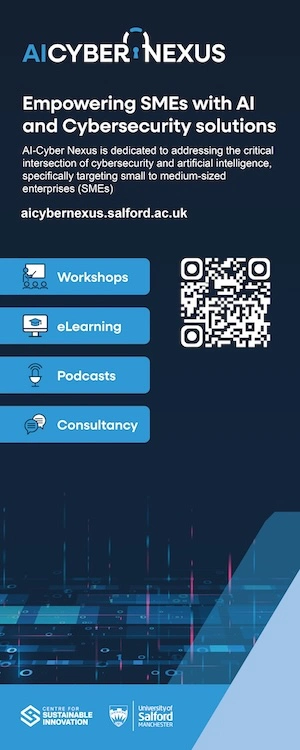 AICYBER NEXUS
Empowering SMEs with AI
and Cybersecurity solutions
AI-Cyber Nexus is dedicated to addressing the critical
intersection of cybersecurity and artificial intelligence,
specifically targeting small to medium-sized
enterprises (SMEs)
aicybernexus.salford.ac.uk
Workshops
eLearning
Podcasts
Consultancy
CENTRE FOR
SUSTAINABLE
INNOVATION
University of
Salford
MANCHESTER